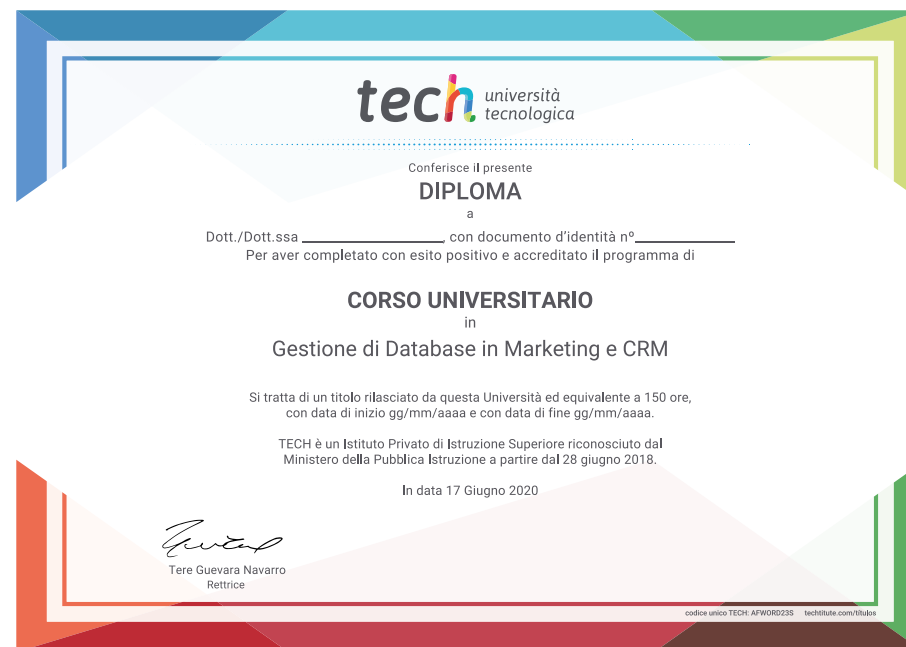 tech università
tecnologica
Conferisce il presente
DIPLOMA
a
Dott./Dott.ssa ____________________, con documento d'identità nº______________
Per aver completato con esito positivo e accreditato il programma di
CORSO UNIVERSITARIO
in
Gestione di Database in Marketing e CRM
Si tratta di un titolo rilasciato da questa Università ed equivalente a 150 ore,
con data di inizio gg/mm/aaaa e con data di fine gg/mm/aaaa.
TECH è un Istituto Privato di Istruzione Superiore riconosciuto dal
Ministero della Pubblica Istruzione a partire dal 28 giugno 2018.
In data 17 Giugno 2020
Tere Guevara Navarro
Rettrice
codice unico TECH: AFWORD23S techtitute.com/títulos